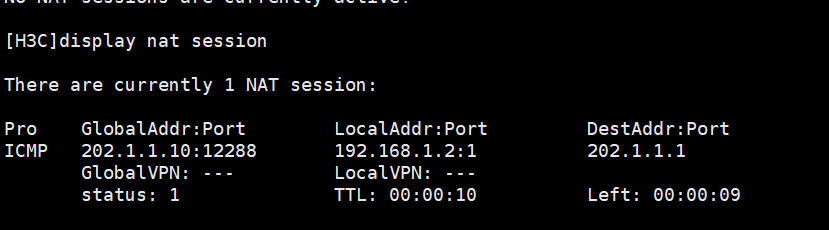 No NAT sessions are currently active!
[H3C]display nat session
There are currently 1 NAT session:
Pro GlobalAddr:Port LocalAddr:Port DestAddr:Port
ICMP 202.1.1.10:12288 192.168.1.2:1 202.1.1.1
GlobalVPN: --- LocalVPN: ---
status: 1 TTL: 00:00:10 Left: 00:00:09